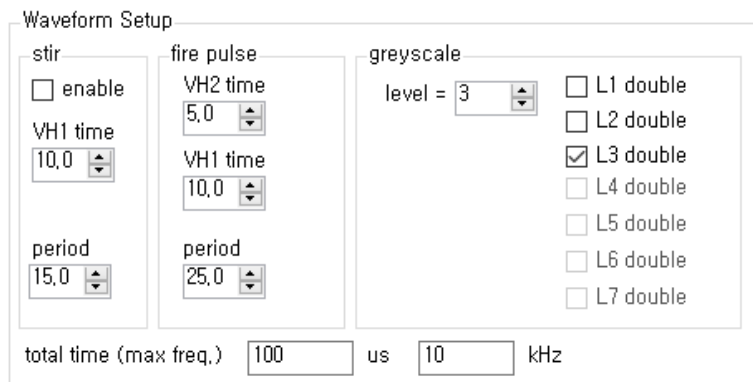 Waveform Setup
stir
enable
VH1 time
10.0
period
15.0
fire pulse
VH2 time
5.0
VH1 time
10.0
period
25.0
greyscale
level = 3
L1 double
L2 double
L3 double
L4 double
L5 double
L6 double
L7 double
total time (max freq.) 100 us 10 kHz